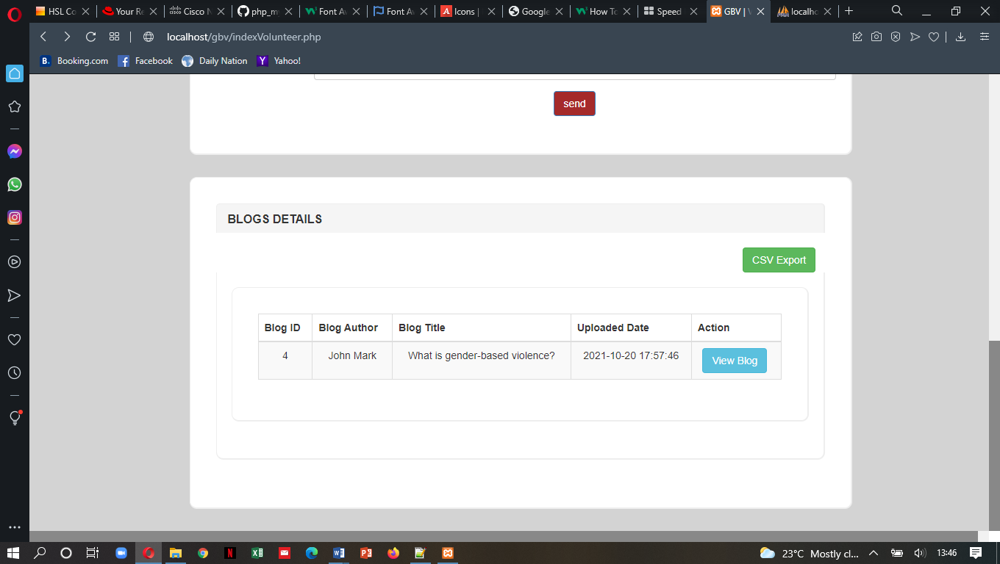 HSL Co
Your Re
Cisco N
php_my
Font Av
Font Av
Icons |
Google
How To
Speed
GBV | V
localho
localhost/gbv/indexVolunteer.php
Booking.com
Facebook
Daily Nation
Yahoo!
send
BLOGS DETAILS
CSV Export
Blog ID Blog Author Blog Title Uploaded Date Action
4 John Mark What is gender-based violence? 2021-10-20 17:57:46 View Blog
23°C Mostly cl... 13:46